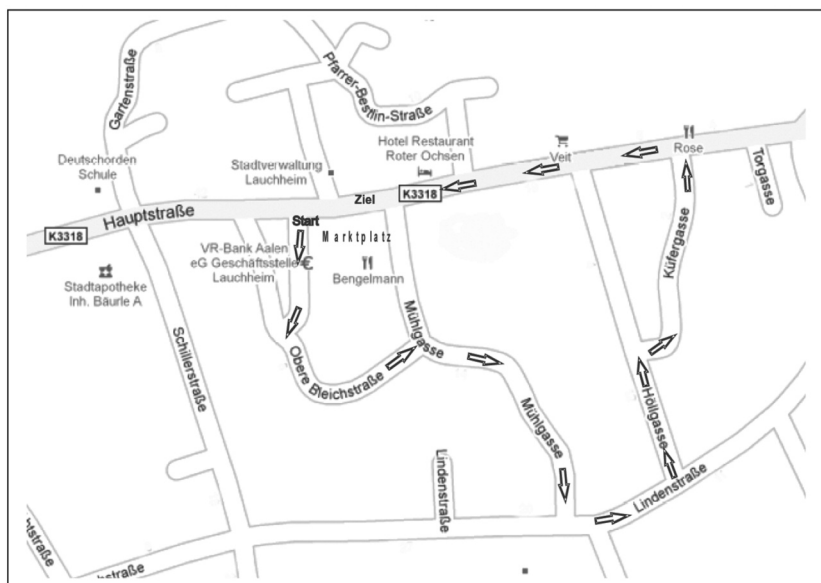 Gartenstraße
Pfarrer-Bestlin-Straße
Deutschorden
Schule
Stadtverwaltung
Lauchheim
Hotel Restaurant
Roter Ochsen
Veit
Rose
Torgasse
K3318
Hauptstraße
Ziel
K3318
Start
Marktplatz
VR-Bank Aalen
eG Geschäftsstelle
Lauchheim
Bengelmann
Stadtapotheke
Inh. Bäurle A
Küfergasse
Schillerstraße
Obere Bleichstraße
Mühlgasse
Mühlgasse
Höllgasse
Lindenstraße
Lindenstraße
ptstraße
straße